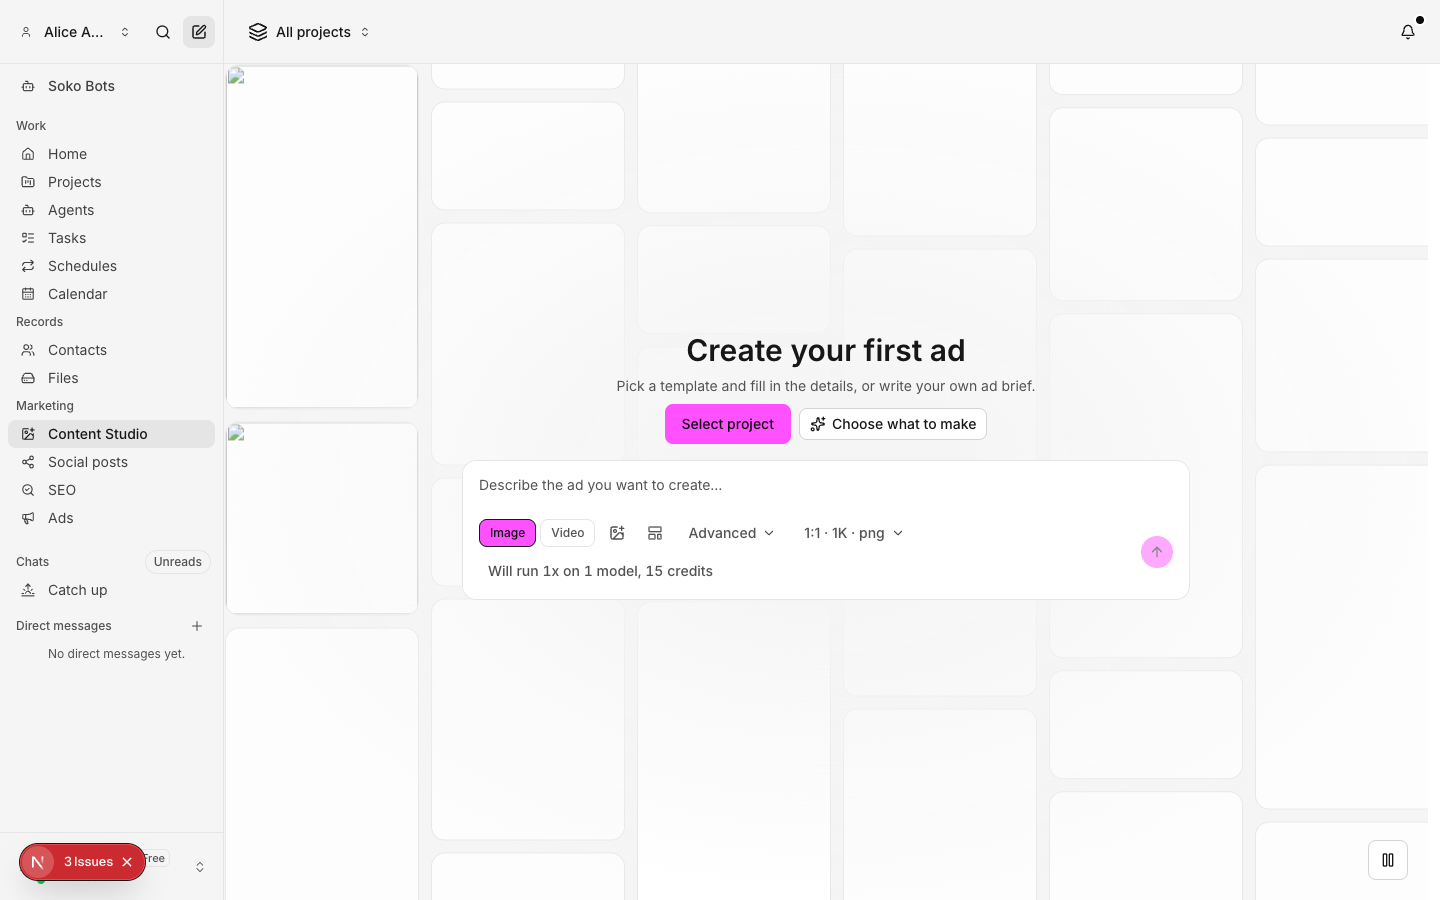 Alice A...
All projects
Soko Bots
Work
Home
Projects
Agents
Tasks
Schedules
Calendar
Records
Contacts
Files
Marketing
Content Studio
Social posts
SEO
Ads
Chats
Unreads
Catch up
Direct messages
No direct messages yet.
3 Issues
Free
Create your first ad
Pick a template and fill in the details, or write your own ad brief.
Select project
Choose what to make
Describe the ad you want to create...
Image
Video
Advanced
1:1 · 1K · png
Will run 1x on 1 model, 15 credits